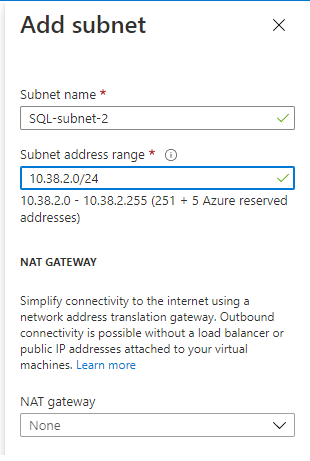 Add subnet
Subnet name *
SQL-subnet-2
Subnet address range *
10.38.2.0/24
10.38.2.0 - 10.38.2.255 (251 + 5 Azure reserved
addresses)
NAT GATEWAY
Simplify connectivity to the internet using a
network address translation gateway. Outbound
connectivity is possible without a load balancer or
public IP addresses attached to your virtual
machines. Learn more
NAT gateway
None